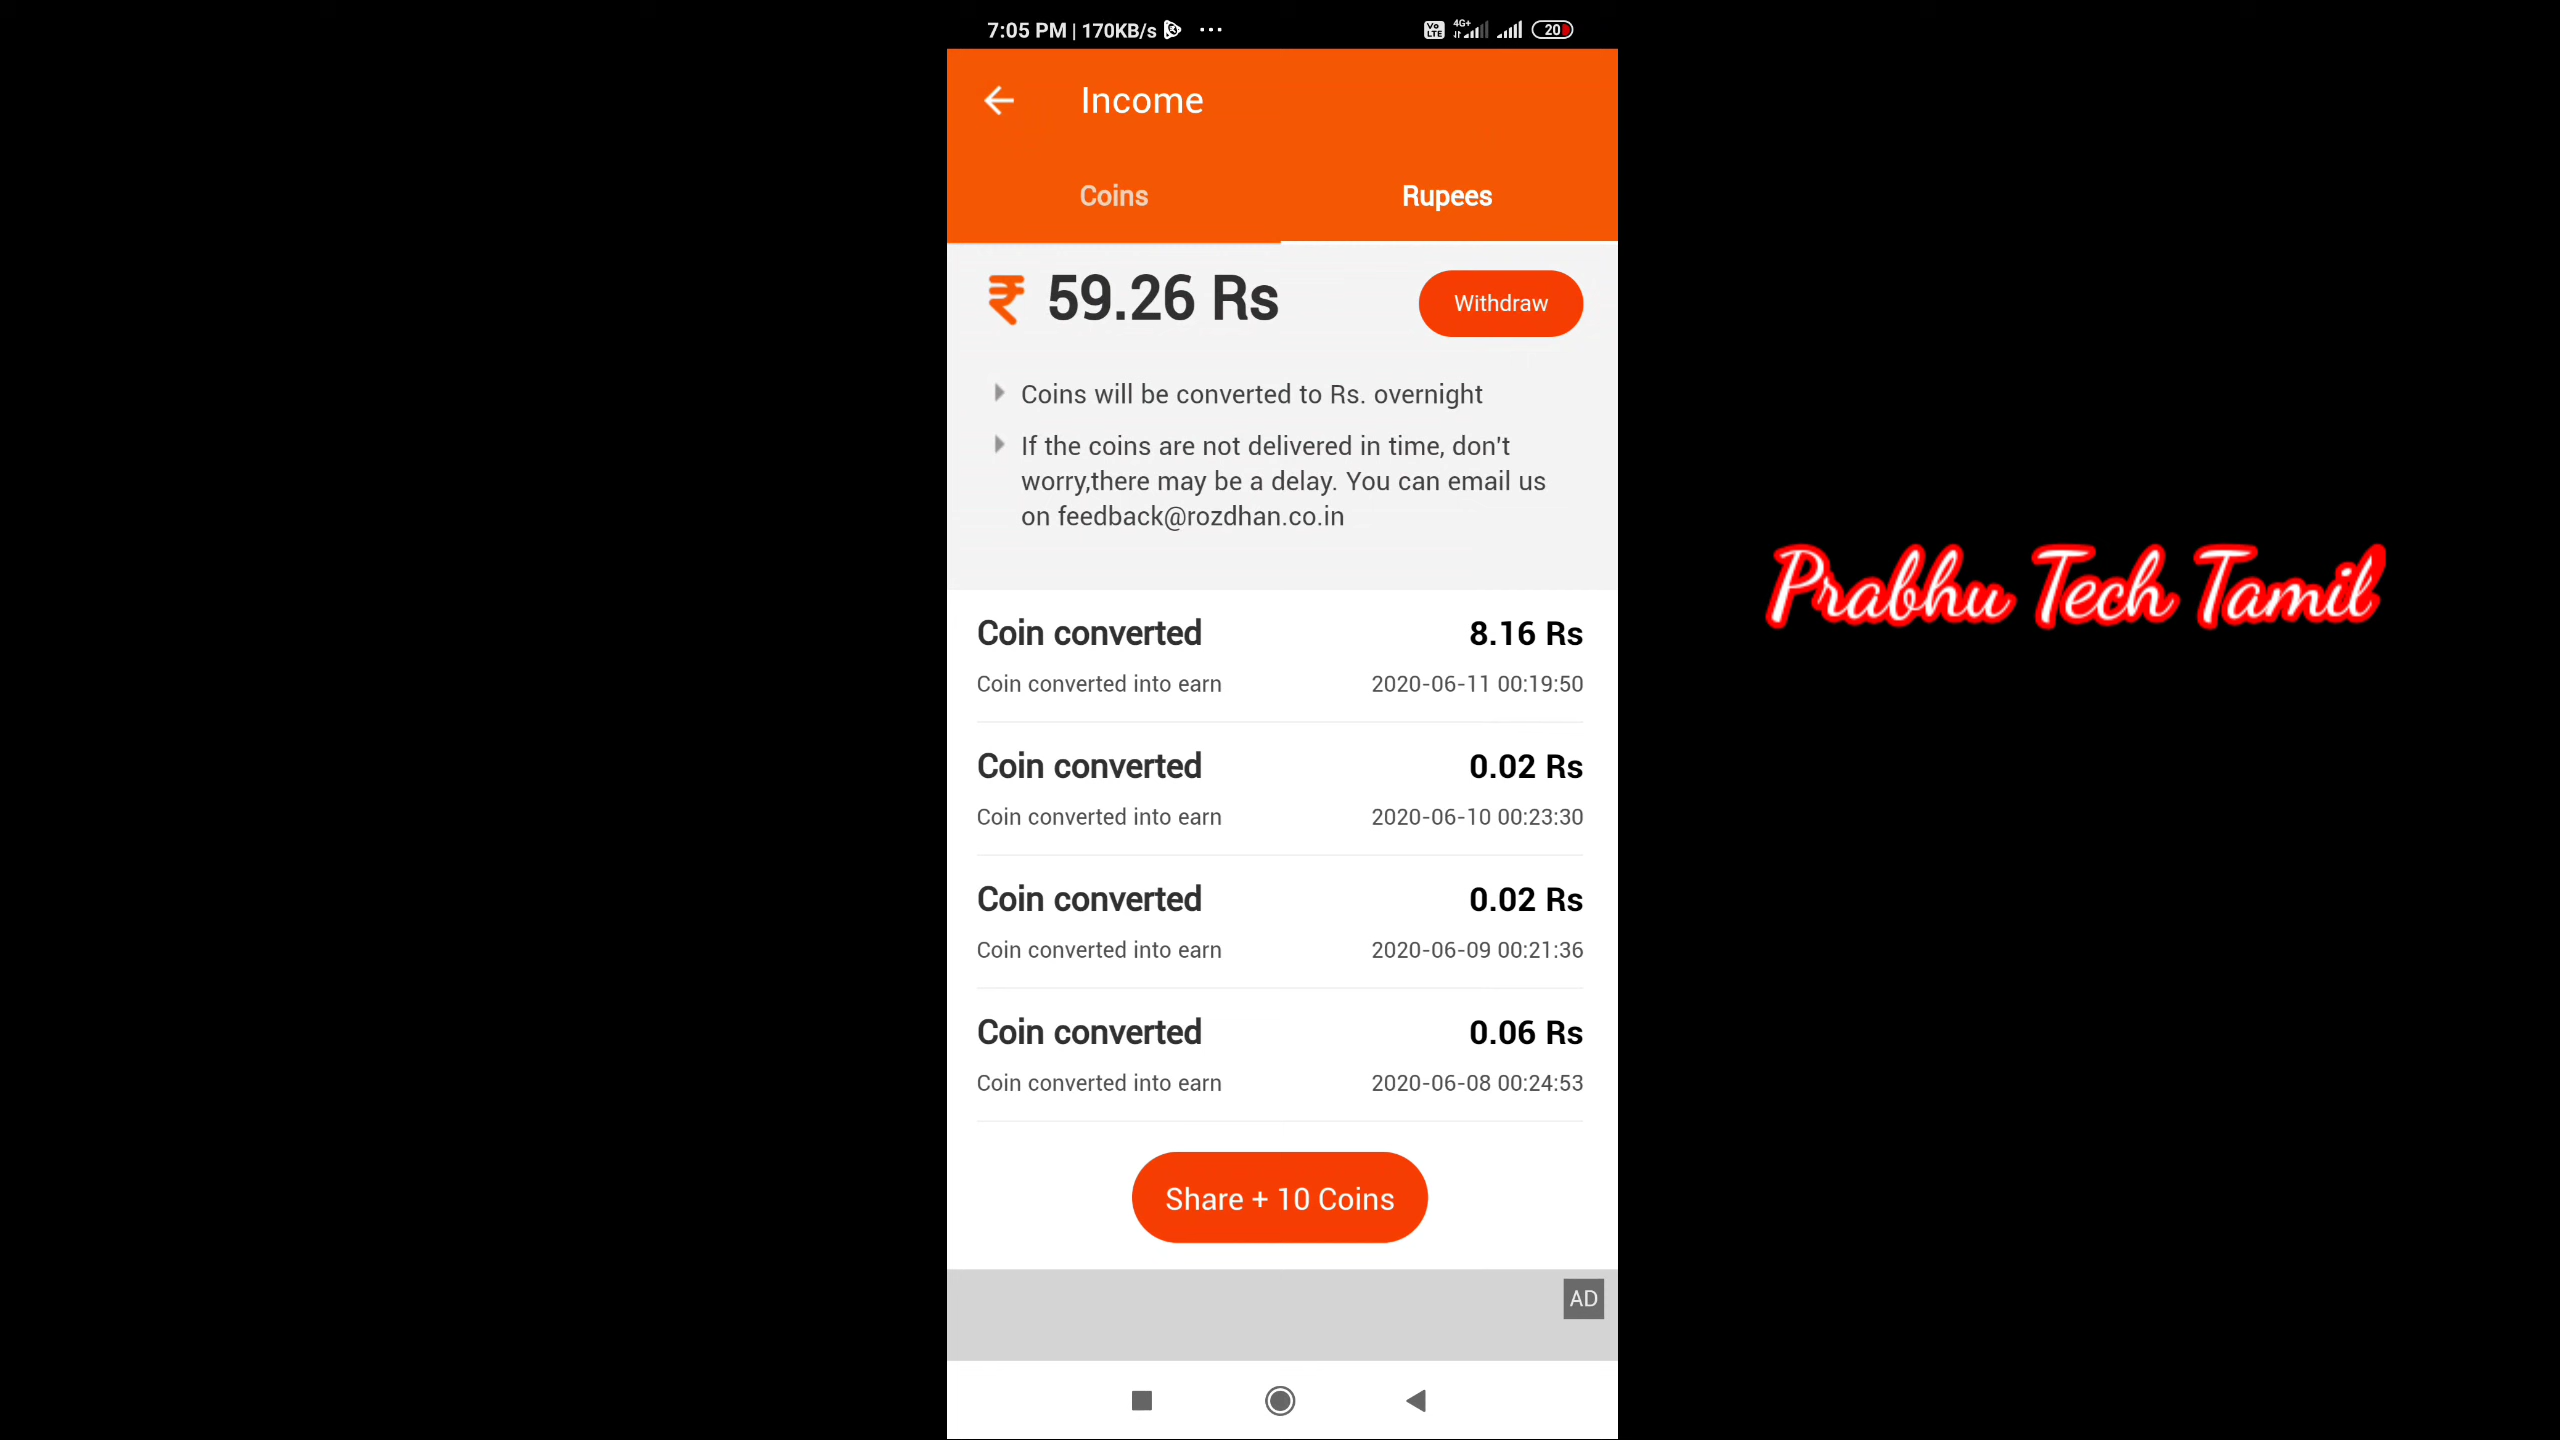 7:05 PM | 170KB/s ...
Vo LTE 4G+ 20
Income
Coins Rupees
₹ 59.26 Rs Withdraw
Coins will be converted to Rs. overnight
If the coins are not delivered in time, don't
worry,there may be a delay. You can email us
on feedback@rozdhan.co.in
Coin converted 8.16 Rs
Coin converted into earn 2020-06-11 00:19:50
Coin converted 0.02 Rs
Coin converted into earn 2020-06-10 00:23:30
Coin converted 0.02 Rs
Coin converted into earn 2020-06-09 00:21:36
Coin converted 0.06 Rs
Coin converted into earn 2020-06-08 00:24:53
Share + 10 Coins
AD
Prabhu Tech Tamil